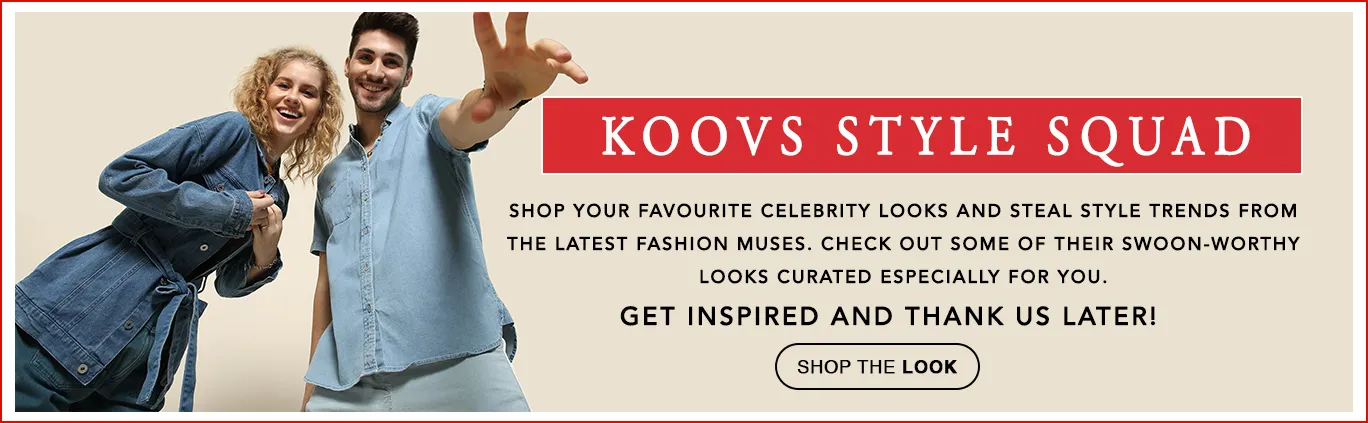 KOOVS STYLE SQUAD
SHOP YOUR FAVOURITE CELEBRITY LOOKS AND STEAL STYLE TRENDS FROM
THE LATEST FASHION MUSES. CHECK OUT SOME OF THEIR SWOON-WORTHY
LOOKS CURATED ESPECIALLY FOR YOU.
GET INSPIRED AND THANK US LATER!
SHOP THE LOOK